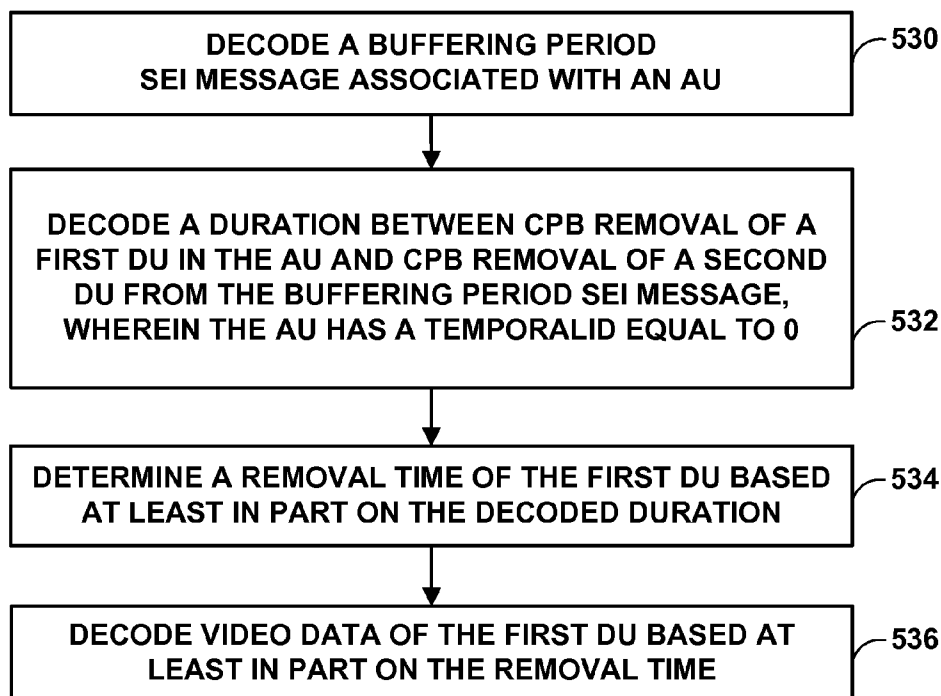 DECODE A BUFFERING PERIOD
SEI MESSAGE ASSOCIATED WITH AN AU
530
DECODE A DURATION BETWEEN CPB REMOVAL OF A
FIRST DU IN THE AU AND CPB REMOVAL OF A SECOND
DU FROM THE BUFFERING PERIOD SEI MESSAGE,
WHEREIN THE AU HAS A TEMPORALID EQUAL TO 0
532
DETERMINE A REMOVAL TIME OF THE FIRST DU BASED
AT LEAST IN PART ON THE DECODED DURATION
534
DECODE VIDEO DATA OF THE FIRST DU BASED AT
LEAST IN PART ON THE REMOVAL TIME
536